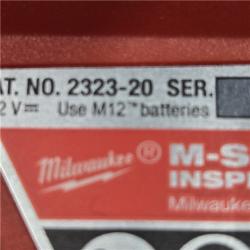 AT. NO. 2323-20 SER.
2 V⎓ Use M12™ batteries
Milwaukee® M-S
INSP
Milwauke